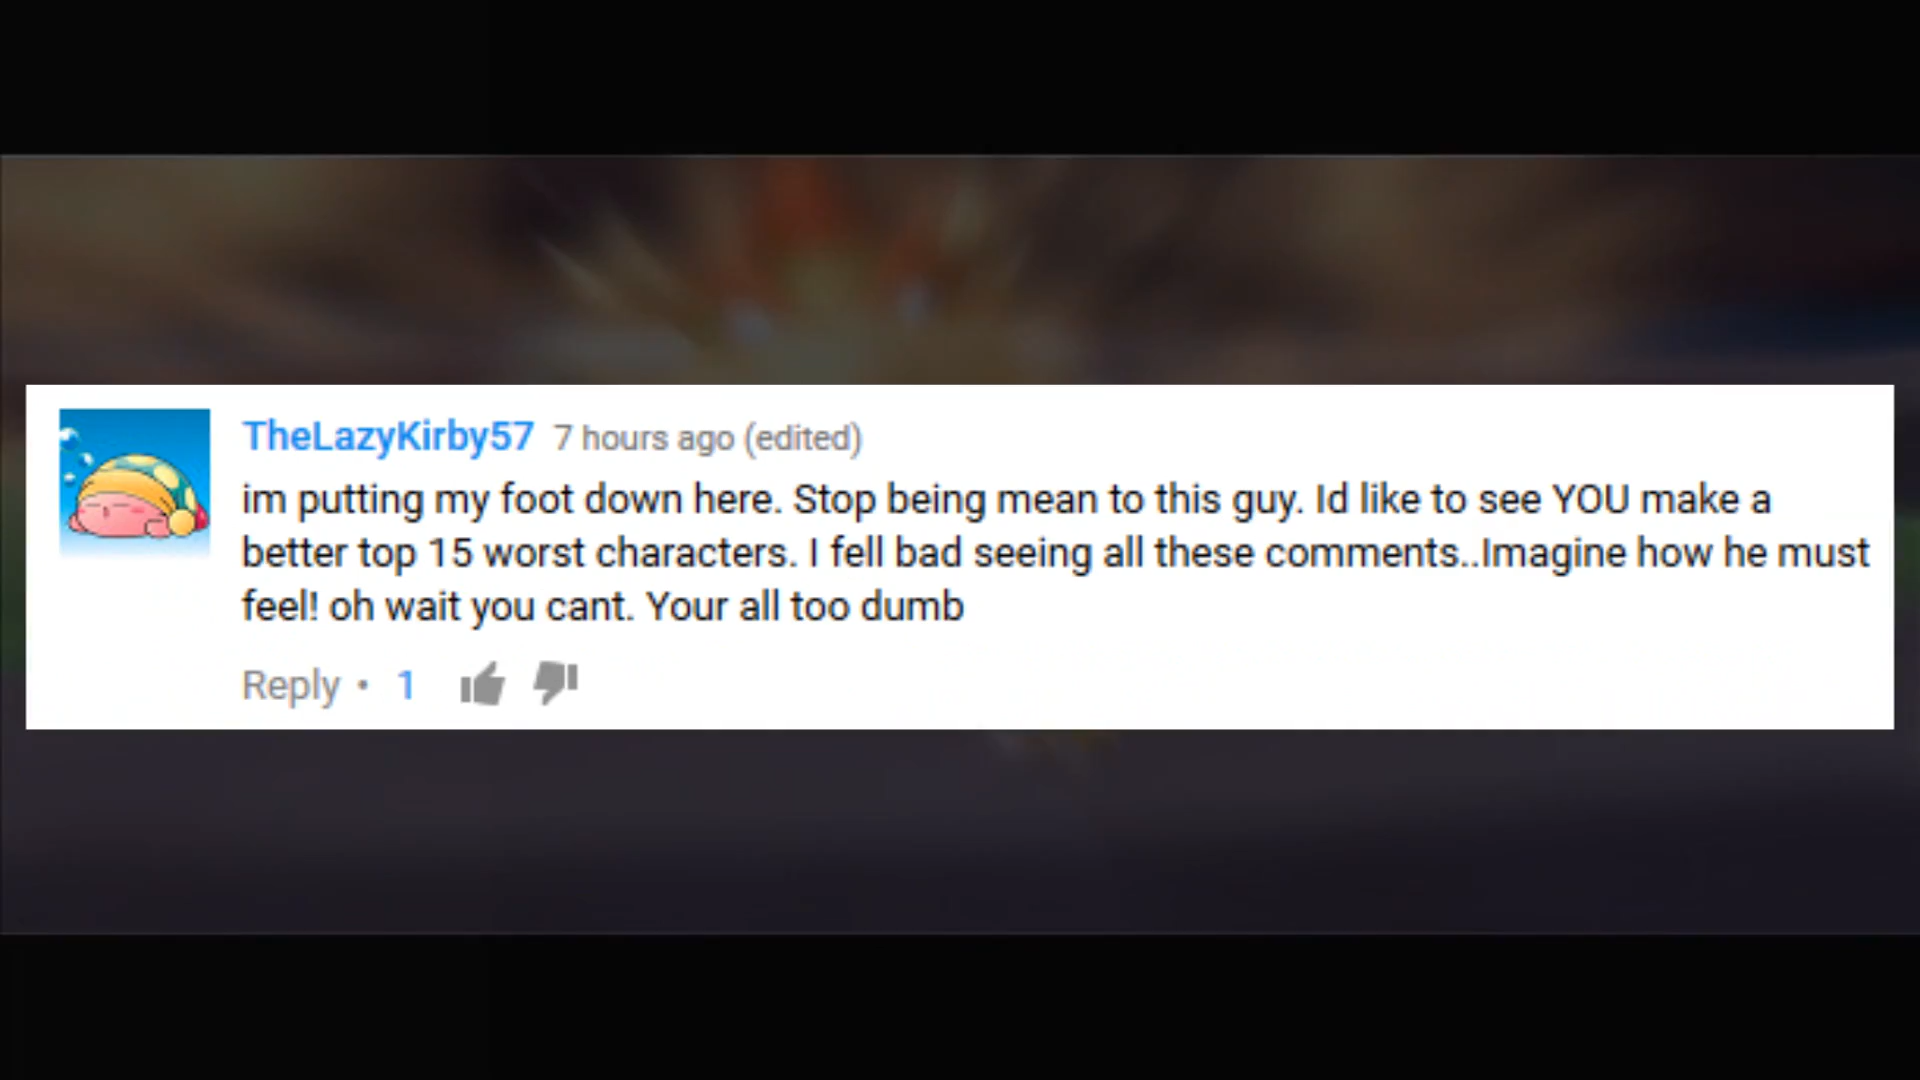 TheLazyKirby57 7 hours ago (edited)
im putting my foot down here. Stop being mean to this guy. Id like to see YOU make a
better top 15 worst characters. I fell bad seeing all these comments..Imagine how he must
feel! oh wait you cant. Your all too dumb
Reply • 1